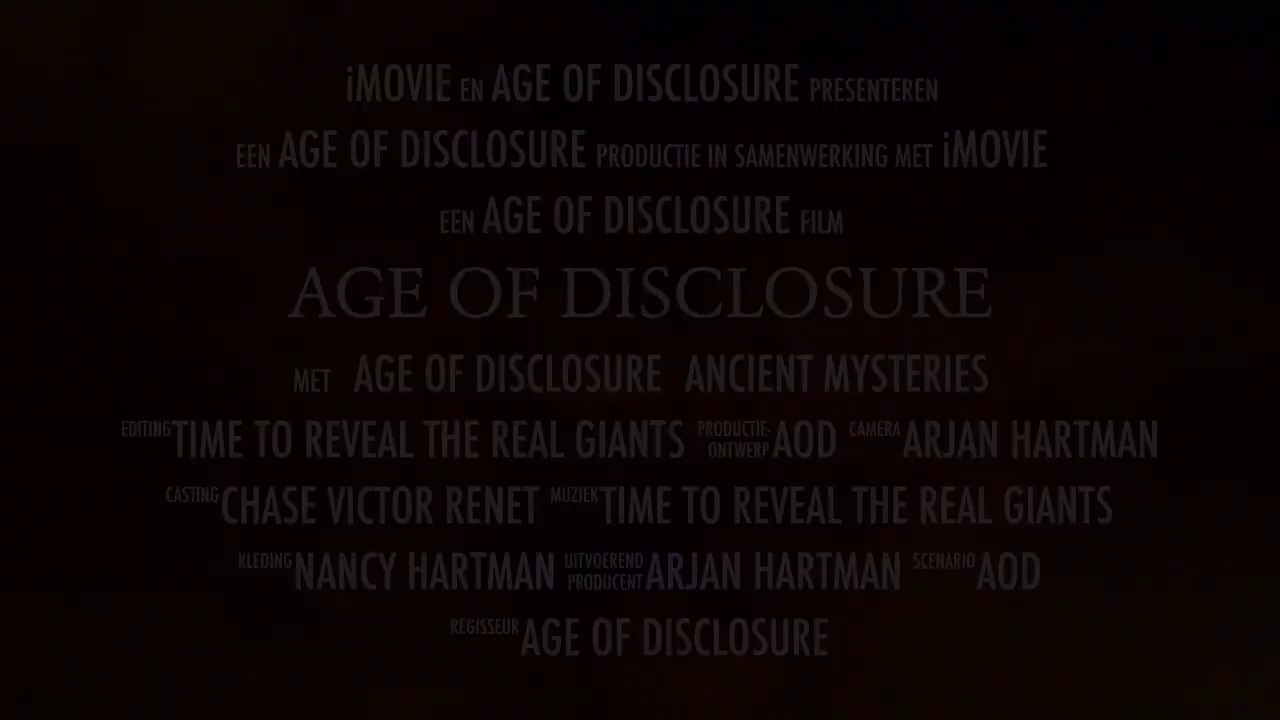 iMOVIE EN AGE OF DISCLOSURE PRESENTEREN
EEN AGE OF DISCLOSURE PRODUCTIE IN SAMENWERKING MET iMOVIE
EEN AGE OF DISCLOSURE FILM
AGE OF DISCLOSURE
MET AGE OF DISCLOSURE ANCIENT MYSTERIES
EDITING TIME TO REVEAL THE REAL GIANTS PRODUCTIE-ONTWERP AOD CAMERA ARJAN HARTMAN
CASTING CHASE VICTOR RENET MUZIEK TIME TO REVEAL THE REAL GIANTS
KLEDING NANCY HARTMAN UITVOEREND PRODUCENT ARJAN HARTMAN SCENARIO AOD
REGISSEUR AGE OF DISCLOSURE